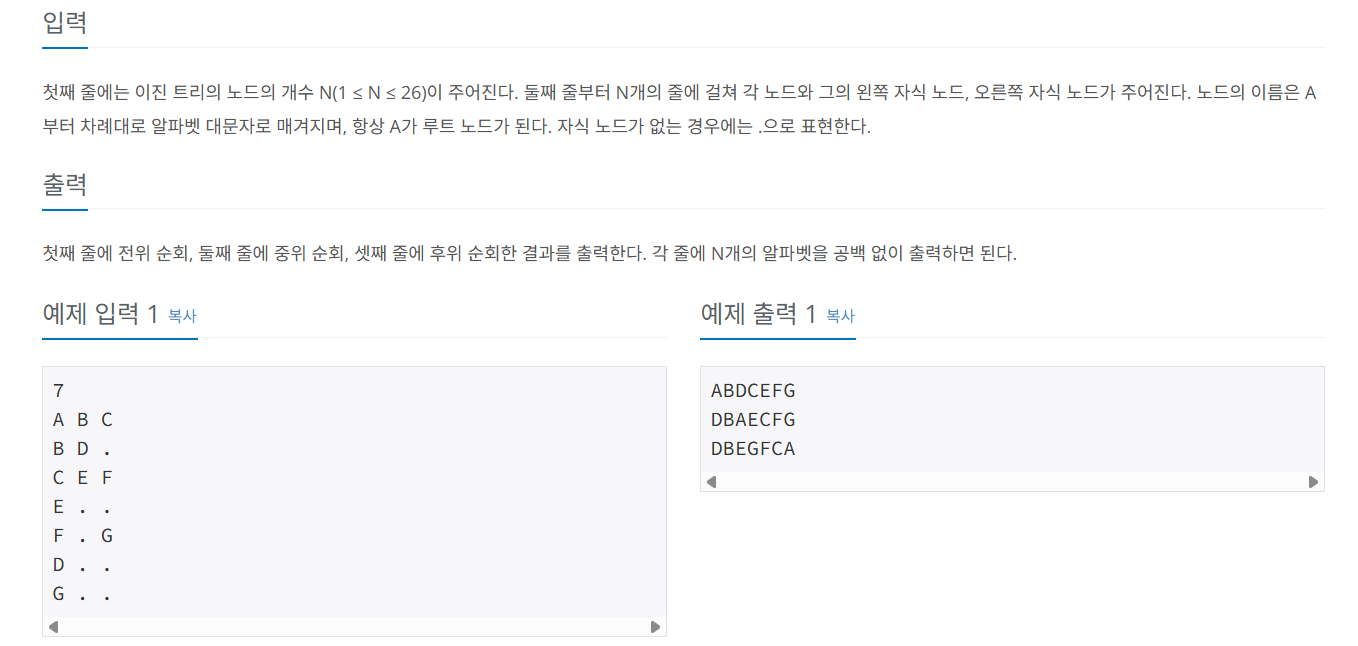 입력
첫째 줄에는 이진 트리의 노드의 개수 N(1 ≤ N ≤ 26)이 주어진다. 둘째 줄부터 N개의 줄에 걸쳐 각 노드와 그의 왼쪽 자식 노드, 오른쪽 자식 노드가 주어진다. 노드의 이름은 A
부터 차례대로 알파벳 대문자로 매겨지며, 항상 A가 루트 노드가 된다. 자식 노드가 없는 경우에는 .으로 표현한다.
출력
첫째 줄에 전위 순회, 둘째 줄에 중위 순회, 셋째 줄에 후위 순회한 결과를 출력한다. 각 줄에 N개의 알파벳을 공백 없이 출력하면 된다.
예제 입력 1 복사
7
A B C
B D .
C E F
E . .
F . G
D . .
G . .
예제 출력 1 복사
ABDCEFG
DBAECFG
DBEGFCA